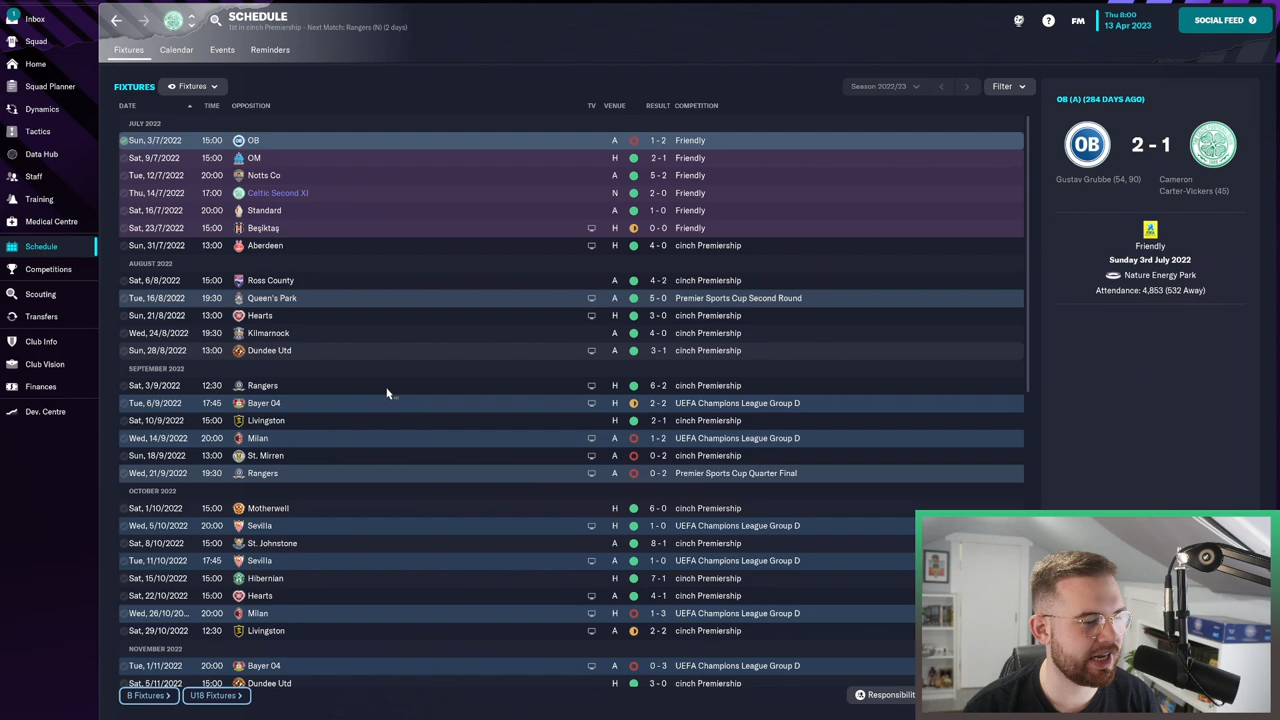 1
Inbox
Squad
Home
Squad Planner
Dynamics
Tactics
Data Hub
Staff
Training
Medical Centre
Schedule
Competitions
Scouting
Transfers
Club Info
Club Vision
Finances
Dev. Centre
SCHEDULE
1st in cinch Premiership - Next Match: Rangers (N) (2 days)
FM
Thu 8:00
13 Apr 2023
SOCIAL FEED
Fixtures Calendar Events Reminders
FIXTURES Fixtures Season 2022/23 Filter
DATE TIME OPPOSITION TV VENUE RESULT COMPETITION
JULY 2022
Sun, 3/7/2022 15:00 OB A 1 - 2 Friendly
Sat, 9/7/2022 15:00 OM H 2 - 1 Friendly
Tue, 12/7/2022 20:00 Notts Co A 5 - 2 Friendly
Thu, 14/7/2022 17:00 Celtic Second XI N 2 - 0 Friendly
Sat, 16/7/2022 20:00 Standard A 1 - 0 Friendly
Sat, 23/7/2022 15:00 Beşiktaş H 0 - 0 Friendly
Sun, 31/7/2022 13:00 Aberdeen H 4 - 0 cinch Premiership
AUGUST 2022
Sat, 6/8/2022 15:00 Ross County A 4 - 2 cinch Premiership
Tue, 16/8/2022 19:30 Queen's Park A 5 - 0 Premier Sports Cup Second Round
Sun, 21/8/2022 13:00 Hearts H 3 - 0 cinch Premiership
Wed, 24/8/2022 19:30 Kilmarnock A 4 - 0 cinch Premiership
Sun, 28/8/2022 13:00 Dundee Utd A 3 - 1 cinch Premiership
SEPTEMBER 2022
Sat, 3/9/2022 12:30 Rangers H 6 - 2 cinch Premiership
Tue, 6/9/2022 17:45 Bayer 04 H 2 - 2 UEFA Champions League Group D
Sat, 10/9/2022 15:00 Livingston H 2 - 1 cinch Premiership
Wed, 14/9/2022 20:00 Milan A 1 - 2 UEFA Champions League Group D
Sun, 18/9/2022 13:00 St. Mirren A 0 - 2 cinch Premiership
Wed, 21/9/2022 19:30 Rangers A 0 - 2 Premier Sports Cup Quarter Final
OCTOBER 2022
Sat, 1/10/2022 15:00 Motherwell H 6 - 0 cinch Premiership
Wed, 5/10/2022 20:00 Sevilla A 1 - 0 UEFA Champions League Group D
Sat, 8/10/2022 15:00 St. Johnstone A 8 - 1 cinch Premiership
Tue, 11/10/2022 17:45 Sevilla H 1 - 0 UEFA Champions League Group D
Sat, 15/10/2022 15:00 Hibernian H 7 - 1 cinch Premiership
Sat, 22/10/2022 15:00 Hearts A 4 - 1 cinch Premiership
Wed, 26/10/20... 20:00 Milan H 1 - 3 UEFA Champions League Group D
Sat, 29/10/2022 12:30 Livingston A 2 - 2 cinch Premiership
NOVEMBER 2022
Tue, 1/11/2022 20:00 Bayer 04 A 0 - 3 UEFA Champions League Group D
Sat, 5/11/2022 15:00 Dundee Utd H 3 - 0 cinch Premiership
B Fixtures U18 Fixtures Responsibilit
OB (A) (284 DAYS AGO)
OB 2 - 1
Gustav Grubbe (54, 90) Cameron
Carter-Vickers (45)
Friendly
Sunday 3rd July 2022
Nature Energy Park
Attendance: 4,853 (532 Away)